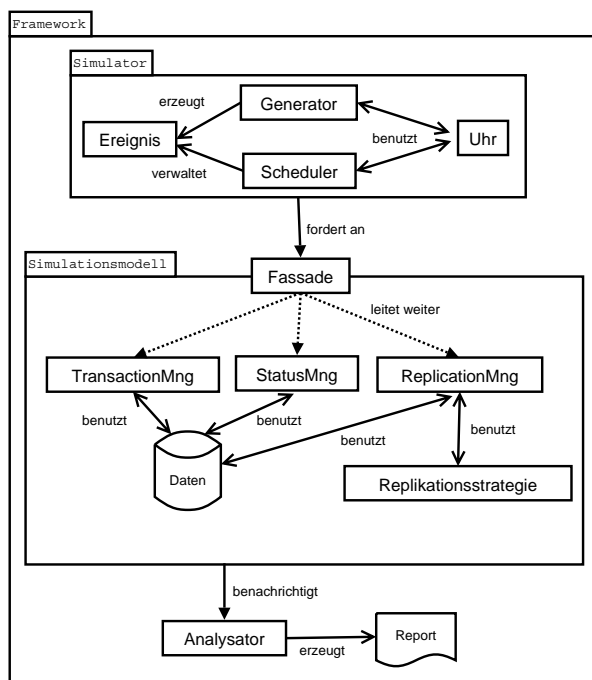 Framework
Simulator
erzeugt
Generator
Ereignis
benutzt
Uhr
verwaltet
Scheduler
fordert an
Simulationsmodell
Fassade
leitet weiter
TransactionMng
StatusMng
ReplicationMng
benutzt
benutzt
benutzt
benutzt
Daten
Replikationsstrategie
benachrichtigt
Analysator
erzeugt
Report